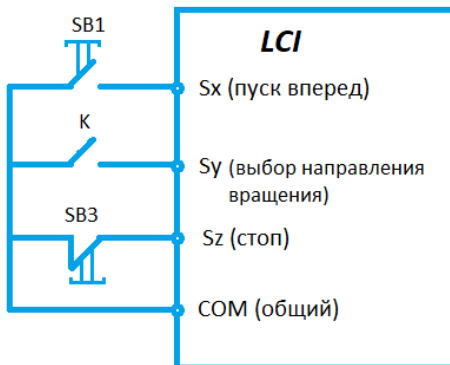 SB1
LCI
Sx (пуск вперед)
K
Sy (выбор направления
вращения)
SB3
Sz (стоп)
COM (общий)